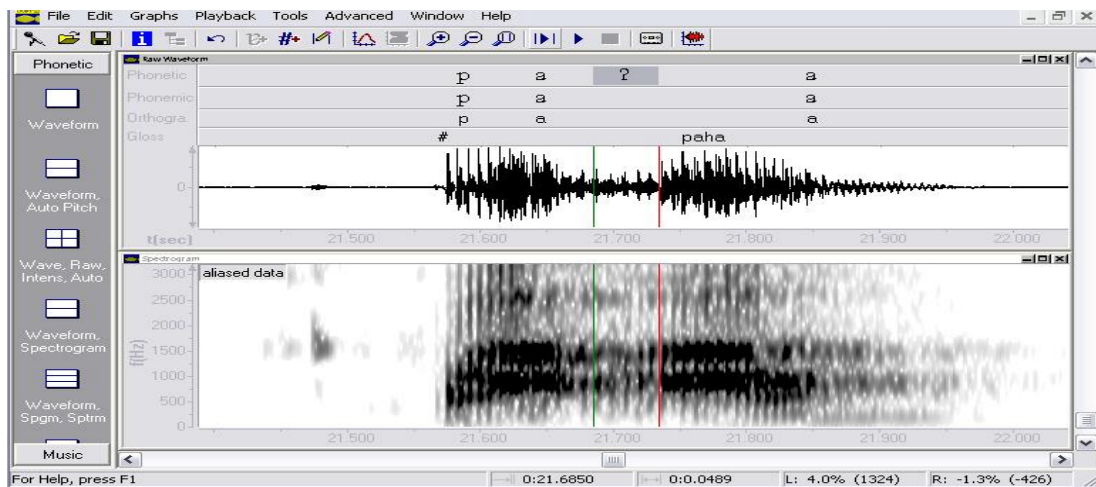 File Edit Graphs Playback Tools Advanced Window Help
Phonetic
Waveform
Waveform,
Auto Pitch
Wave, Raw,
Intens, Auto
Waveform,
Spectrogram
Waveform,
Spgm, Sptrm
Music
Raw Waveform
Phonetic p a ʔ a
Phonemic p a a
Orthogra. p a a
Gloss # paha
0
t(sec) 21.500 21.600 21.700 21.800 21.900 22.000
Spectrogram
aliased data
f(Hz)
3000
2500
2000
1500
1000
500
0
21.500 21.600 21.700 21.800 21.900 22.000
For Help, press F1 0:21.6850 0:0.0489 L: 4.0% (1324) R: -1.3% (-426)